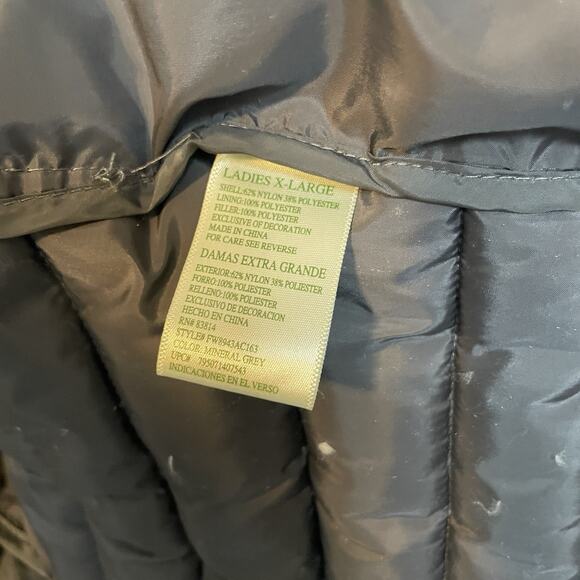 LADIES X-LARGE
SHELL:62% NYLON 38% POLYESTER
LINING:100% POLYESTER
FILLER:100% POLYESTER
EXCLUSIVE OF DECORATION
MADE IN CHINA
FOR CARE SEE REVERSE
DAMAS EXTRA GRANDE
EXTERIOR:62% NYLON 38% POLIESTER
FORRO:100% POLIESTER
RELLENO:100% POLIESTER
EXCLUSIVO DE DECORACION
HECHO EN CHINA
RN# 83814
STYLE# FW8943AC163
COLOR: MINERAL GREY
UPC# 795071407543
INDICACIONES EN EL VERSO